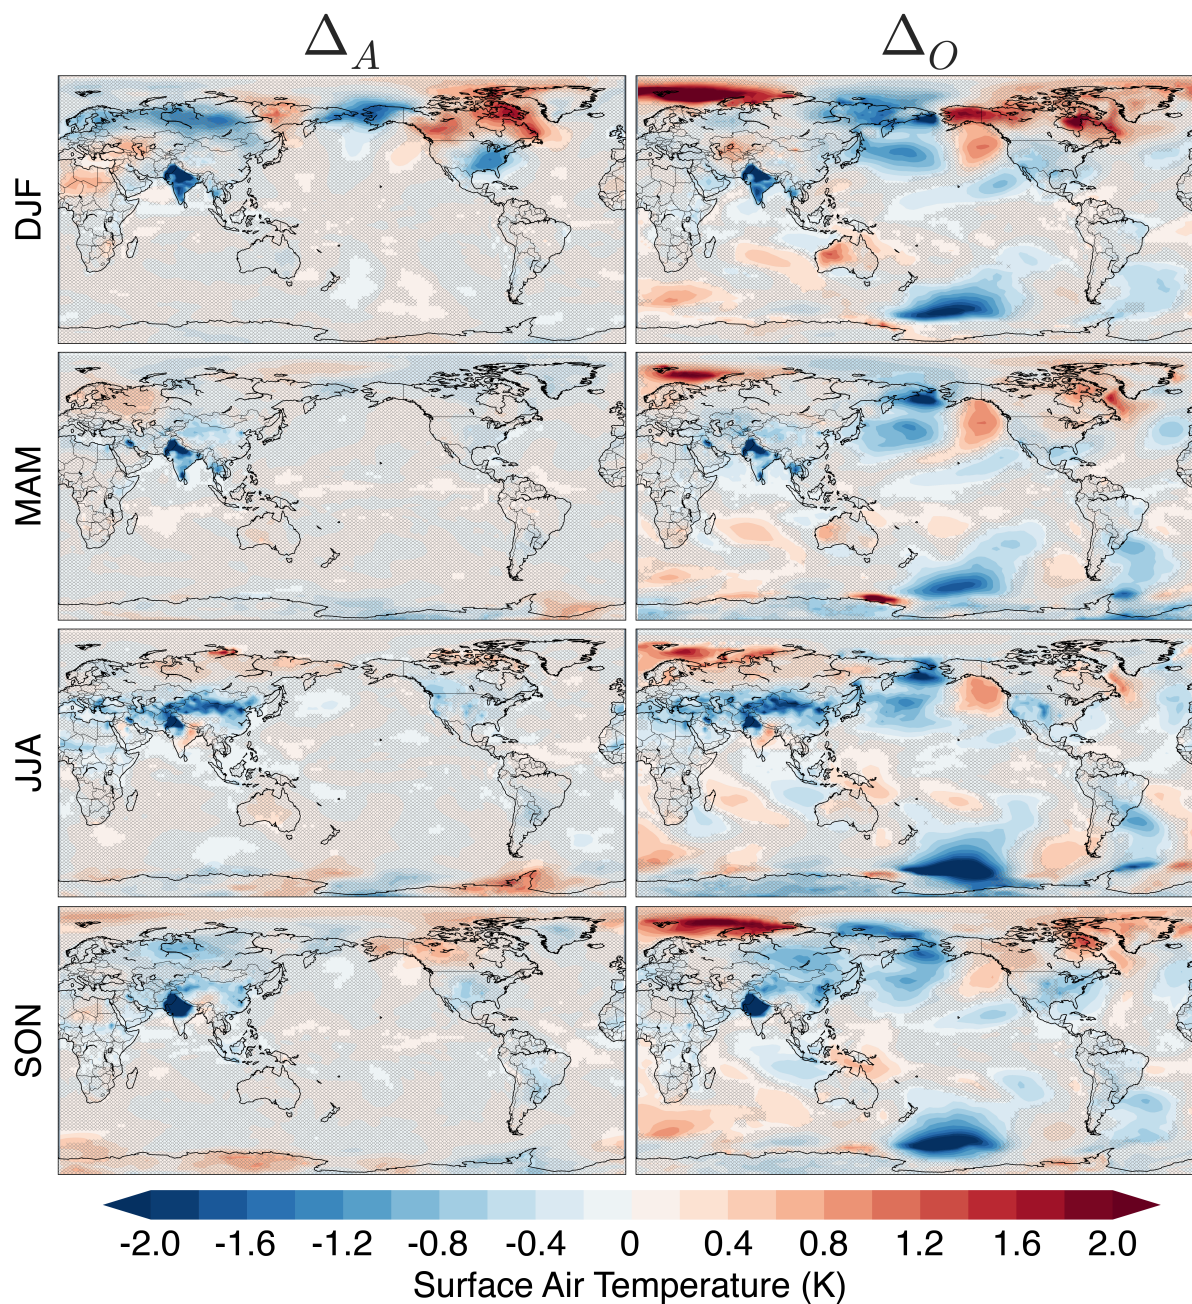 Δ_A Δ_O
DJF
MAM
JJA
SON
-2.0 -1.6 -1.2 -0.8 -0.4 0 0.4 0.8 1.2 1.6 2.0
Surface Air Temperature (K)